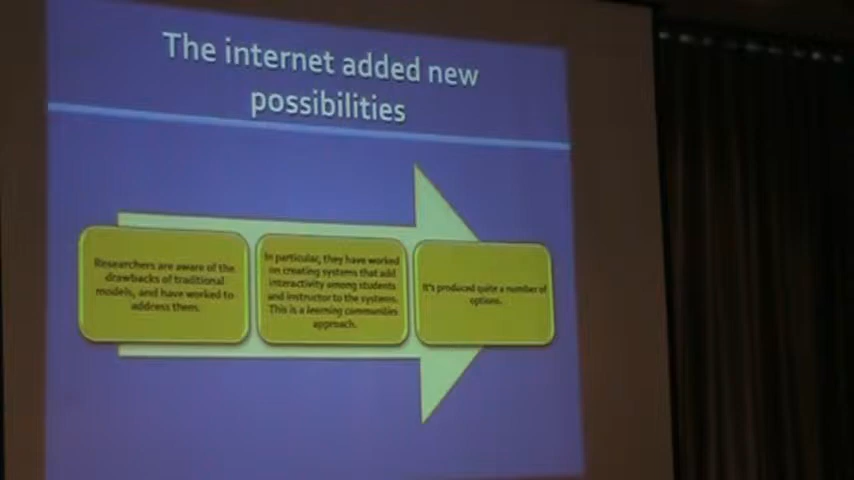 The internet added new
possibilities
Researchers are aware of the
drawbacks of traditional
models, and have worked to
address them.
In particular, they have worked
on creating systems that add
interactivity among students
and instructor to the systems.
This is a learning communities
approach.
It's produced quite a number of
options.